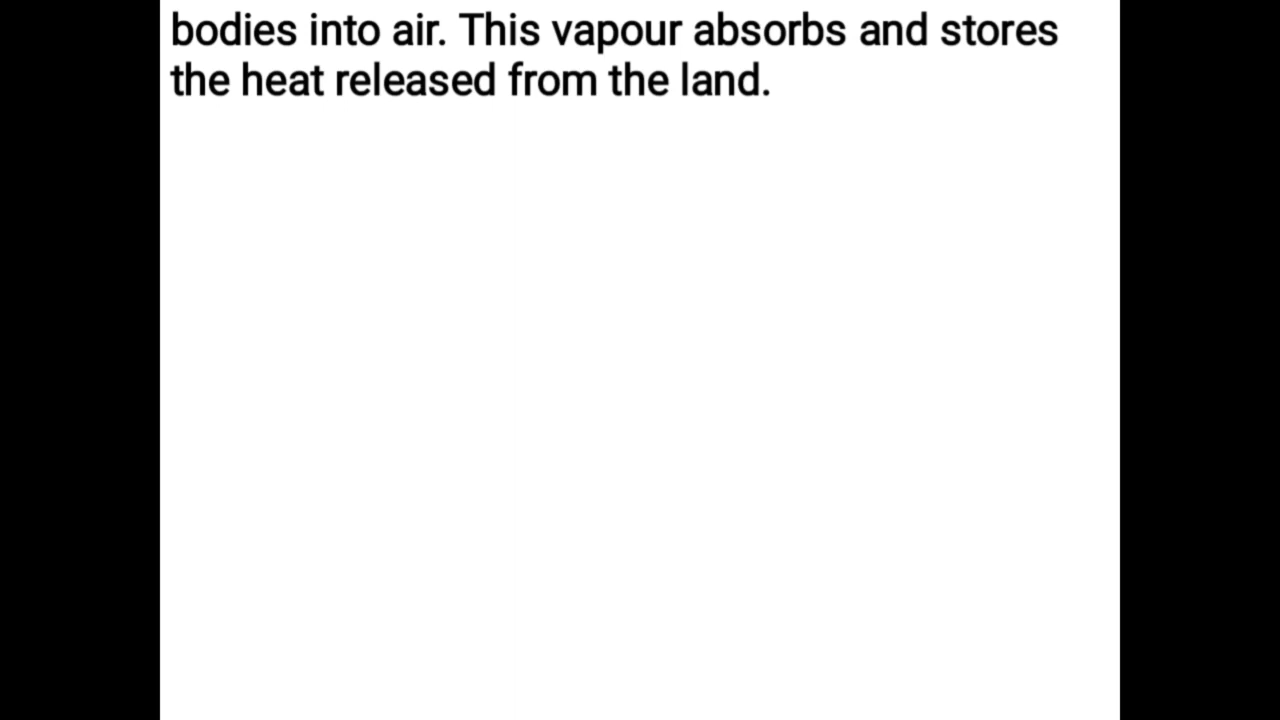 bodies into air. This vapour absorbs and stores
the heat released from the land.